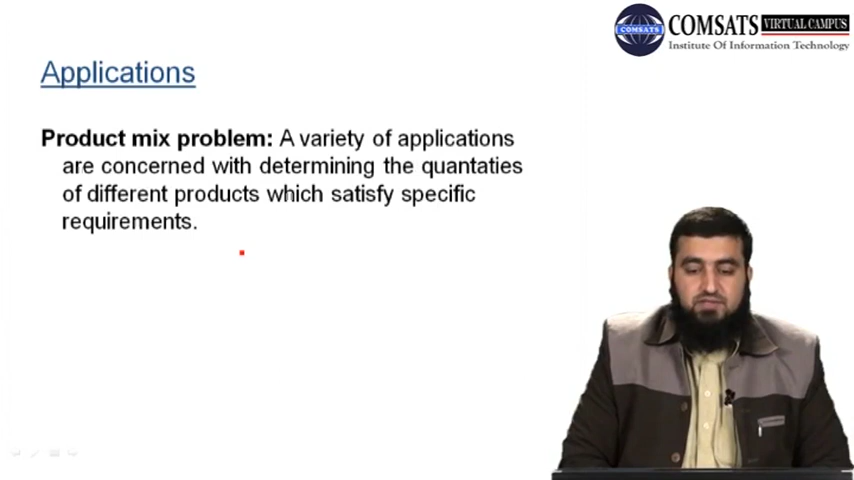 COMSATS
COMSATS VIRTUAL CAMPUS
Institute Of Information Technology
Applications
Product mix problem: A variety of applications
are concerned with determining the quantaties
of different products which satisfy specific
requirements.